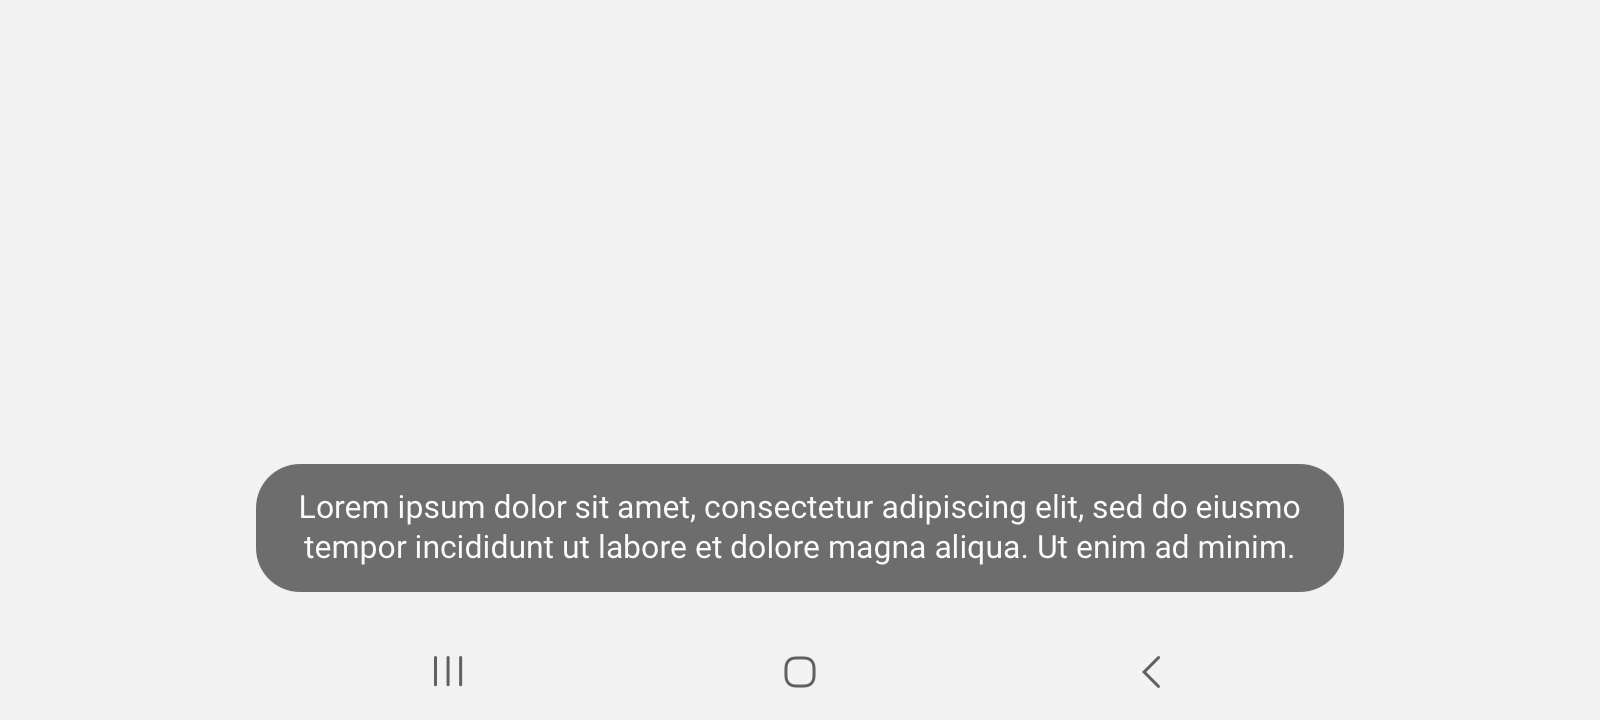 Lorem ipsum dolor sit amet, consectetur adipiscing elit, sed do eiusmo
tempor incididunt ut labore et dolore magna aliqua. Ut enim ad minim.